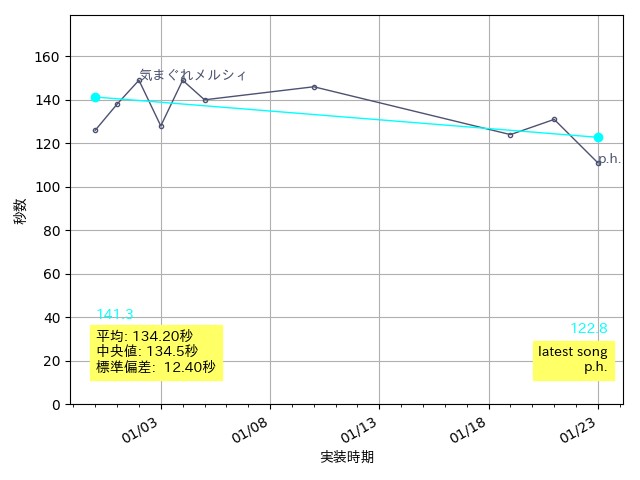 160
140
120
100
80
60
40
20
0
秒数
気まぐれメルシィ
p.h.
141.3
122.8
平均: 134.20秒
中央値: 134.5秒
標準偏差: 12.40秒
latest song
p.h.
01/03
01/08
01/13
01/18
01/23
実装時期